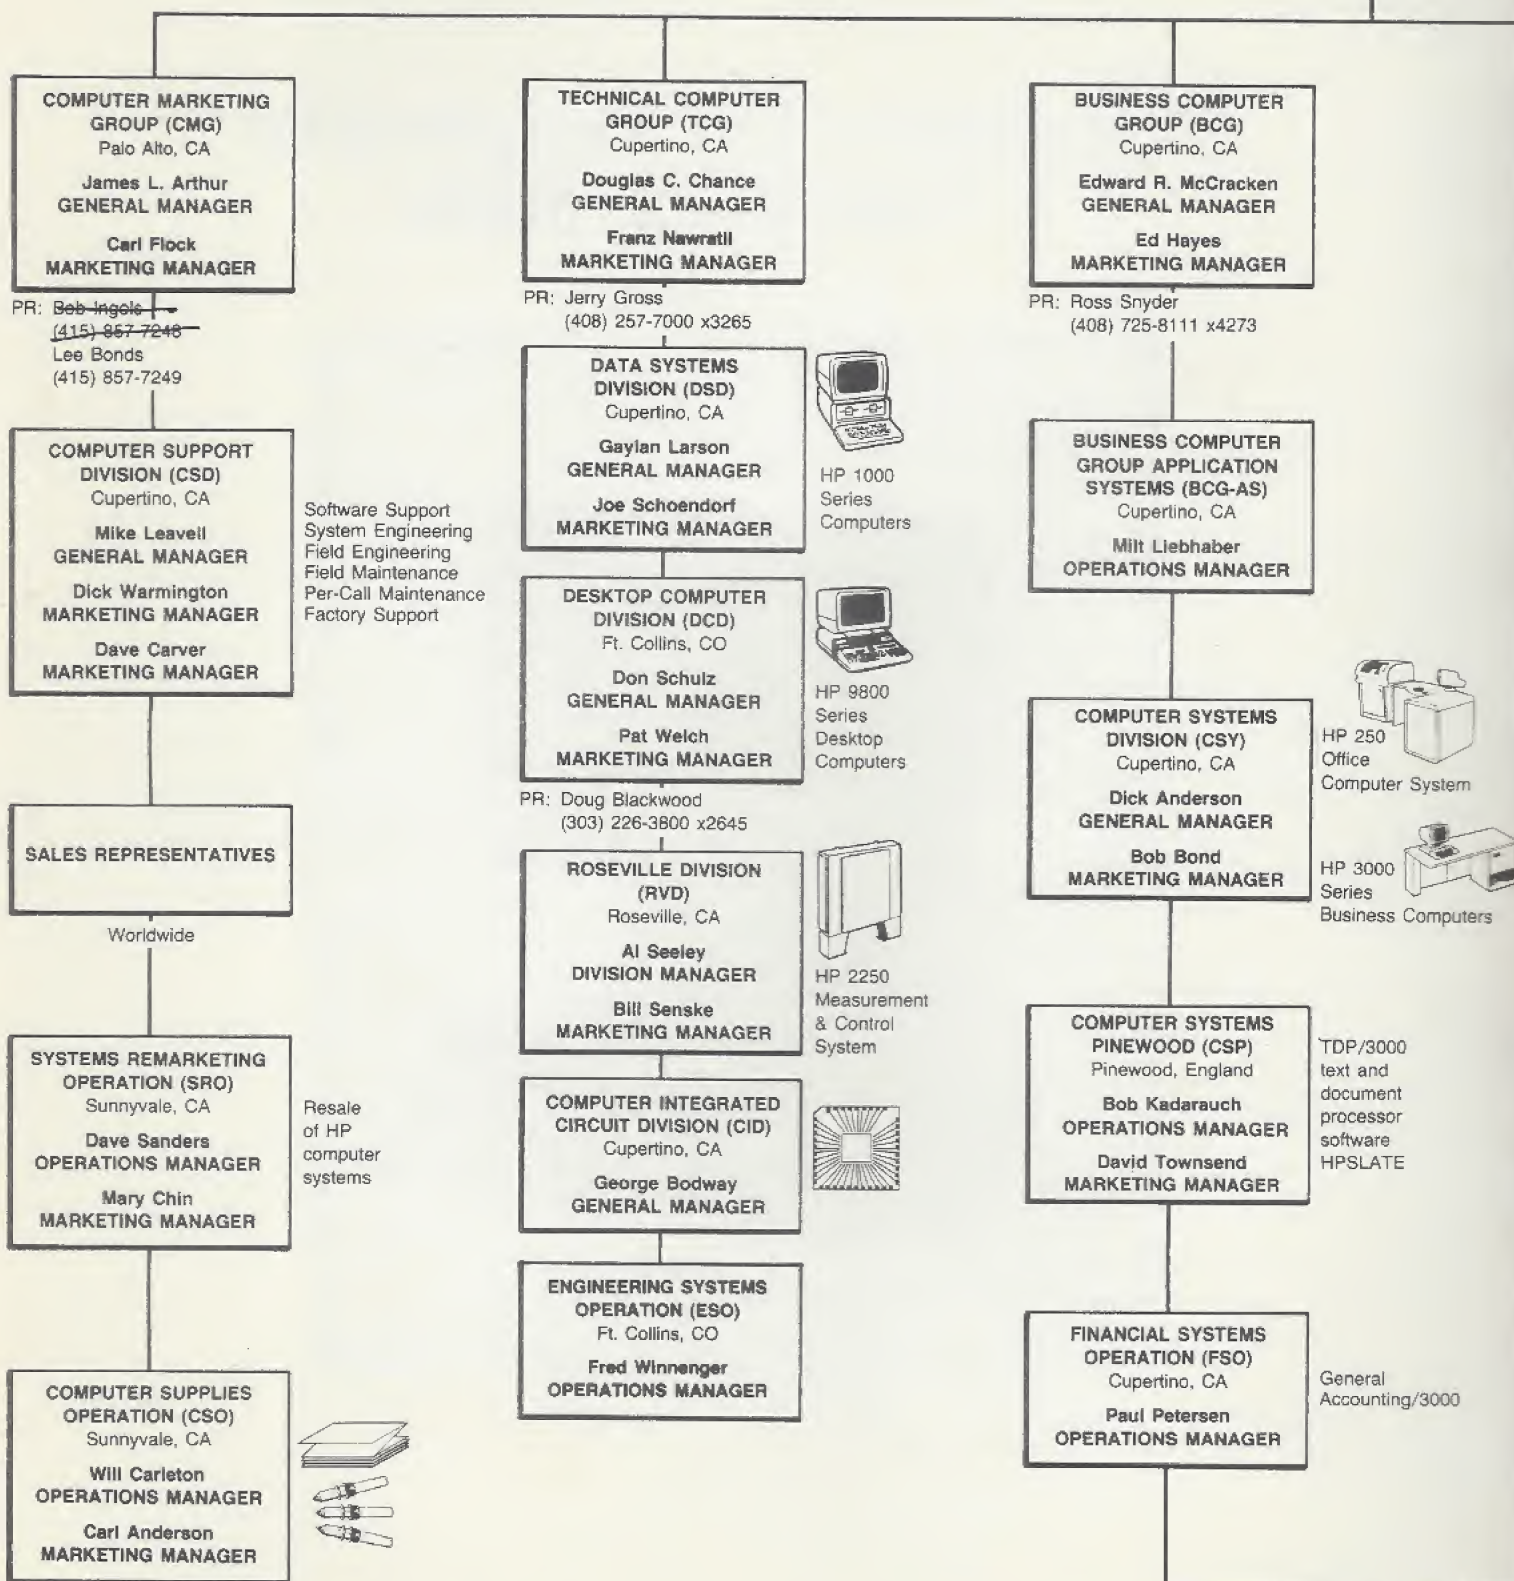 COMPUTER MARKETING
GROUP (CMG)
Palo Alto, CA
James L. Arthur
GENERAL MANAGER
Carl Flock
MARKETING MANAGER
PR: Bob Ingols
(415) 857-7248
Lee Bonds
(415) 857-7249
COMPUTER SUPPORT
DIVISION (CSD)
Cupertino, CA
Mike Leavell
GENERAL MANAGER
Dick Warmington
MARKETING MANAGER
Dave Carver
MARKETING MANAGER
Software Support
System Engineering
Field Engineering
Field Maintenance
Per-Call Maintenance
Factory Support
SALES REPRESENTATIVES
Worldwide
SYSTEMS REMARKETING
OPERATION (SRO)
Sunnyvale, CA
Dave Sanders
OPERATIONS MANAGER
Mary Chin
MARKETING MANAGER
Resale
of HP
computer
systems
COMPUTER SUPPLIES
OPERATION (CSO)
Sunnyvale, CA
Will Carleton
OPERATIONS MANAGER
Carl Anderson
MARKETING MANAGER
TECHNICAL COMPUTER
GROUP (TCG)
Cupertino, CA
Douglas C. Chance
GENERAL MANAGER
Franz Nawratil
MARKETING MANAGER
PR: Jerry Gross
(408) 257-7000 x3265
DATA SYSTEMS
DIVISION (DSD)
Cupertino, CA
Gaylan Larson
GENERAL MANAGER
Joe Schoendorf
MARKETING MANAGER
HP 1000
Series
Computers
DESKTOP COMPUTER
DIVISION (DCD)
Ft. Collins, CO
Don Schulz
GENERAL MANAGER
Pat Welch
MARKETING MANAGER
HP 9800
Series
Desktop
Computers
PR: Doug Blackwood
(303) 226-3800 x2645
ROSEVILLE DIVISION
(RVD)
Roseville, CA
Al Seeley
DIVISION MANAGER
Bill Senske
MARKETING MANAGER
HP 2250
Measurement
& Control
System
COMPUTER INTEGRATED
CIRCUIT DIVISION (CID)
Cupertino, CA
George Bodway
GENERAL MANAGER
ENGINEERING SYSTEMS
OPERATION (ESO)
Ft. Collins, CO
Fred Winnenger
OPERATIONS MANAGER
BUSINESS COMPUTER
GROUP (BCG)
Cupertino, CA
Edward R. McCracken
GENERAL MANAGER
Ed Hayes
MARKETING MANAGER
PR: Ross Snyder
(408) 725-8111 x4273
BUSINESS COMPUTER
GROUP APPLICATION
SYSTEMS (BCG-AS)
Cupertino, CA
Milt Liebhaber
OPERATIONS MANAGER
COMPUTER SYSTEMS
DIVISION (CSY)
Cupertino, CA
Dick Anderson
GENERAL MANAGER
Bob Bond
MARKETING MANAGER
HP 250
Office
Computer System
HP 3000
Series
Business Computers
COMPUTER SYSTEMS
PINEWOOD (CSP)
Pinewood, England
Bob Kadarauch
OPERATIONS MANAGER
David Townsend
MARKETING MANAGER
TDP/3000
text and
document
processor
software
HPSLATE
FINANCIAL SYSTEMS
OPERATION (FSO)
Cupertino, CA
Paul Petersen
OPERATIONS MANAGER
General
Accounting/3000